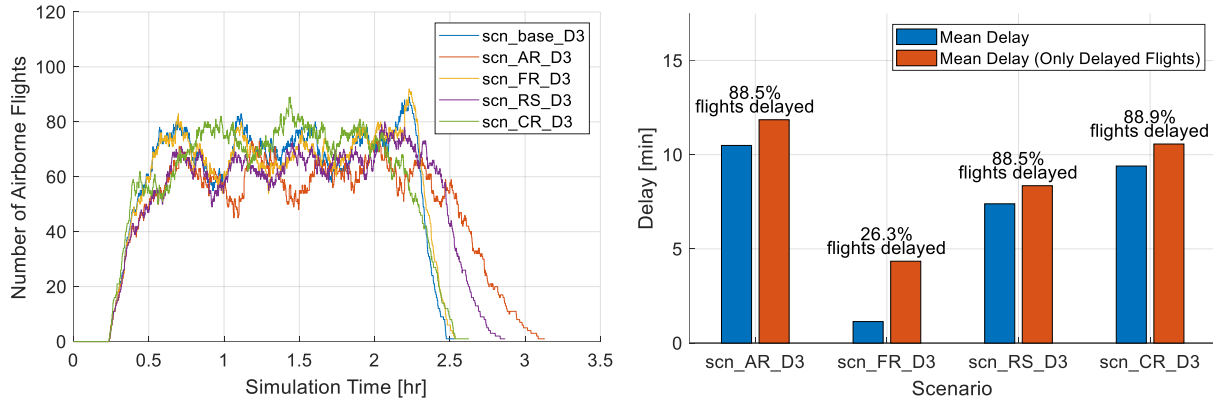 120
100
80
60
40
20
0
Number of Airborne Flights
0
0.5
1
1.5
2
2.5
3
3.5
Simulation Time [hr]
scn_base_D3
scn_AR_D3
scn_FR_D3
scn_RS_D3
scn_CR_D3
15
10
5
0
Delay [min]
Mean Delay
Mean Delay (Only Delayed Flights)
88.5%
flights delayed
26.3%
flights delayed
88.5%
flights delayed
88.9%
flights delayed
scn_AR_D3
scn_FR_D3
scn_RS_D3
scn_CR_D3
Scenario